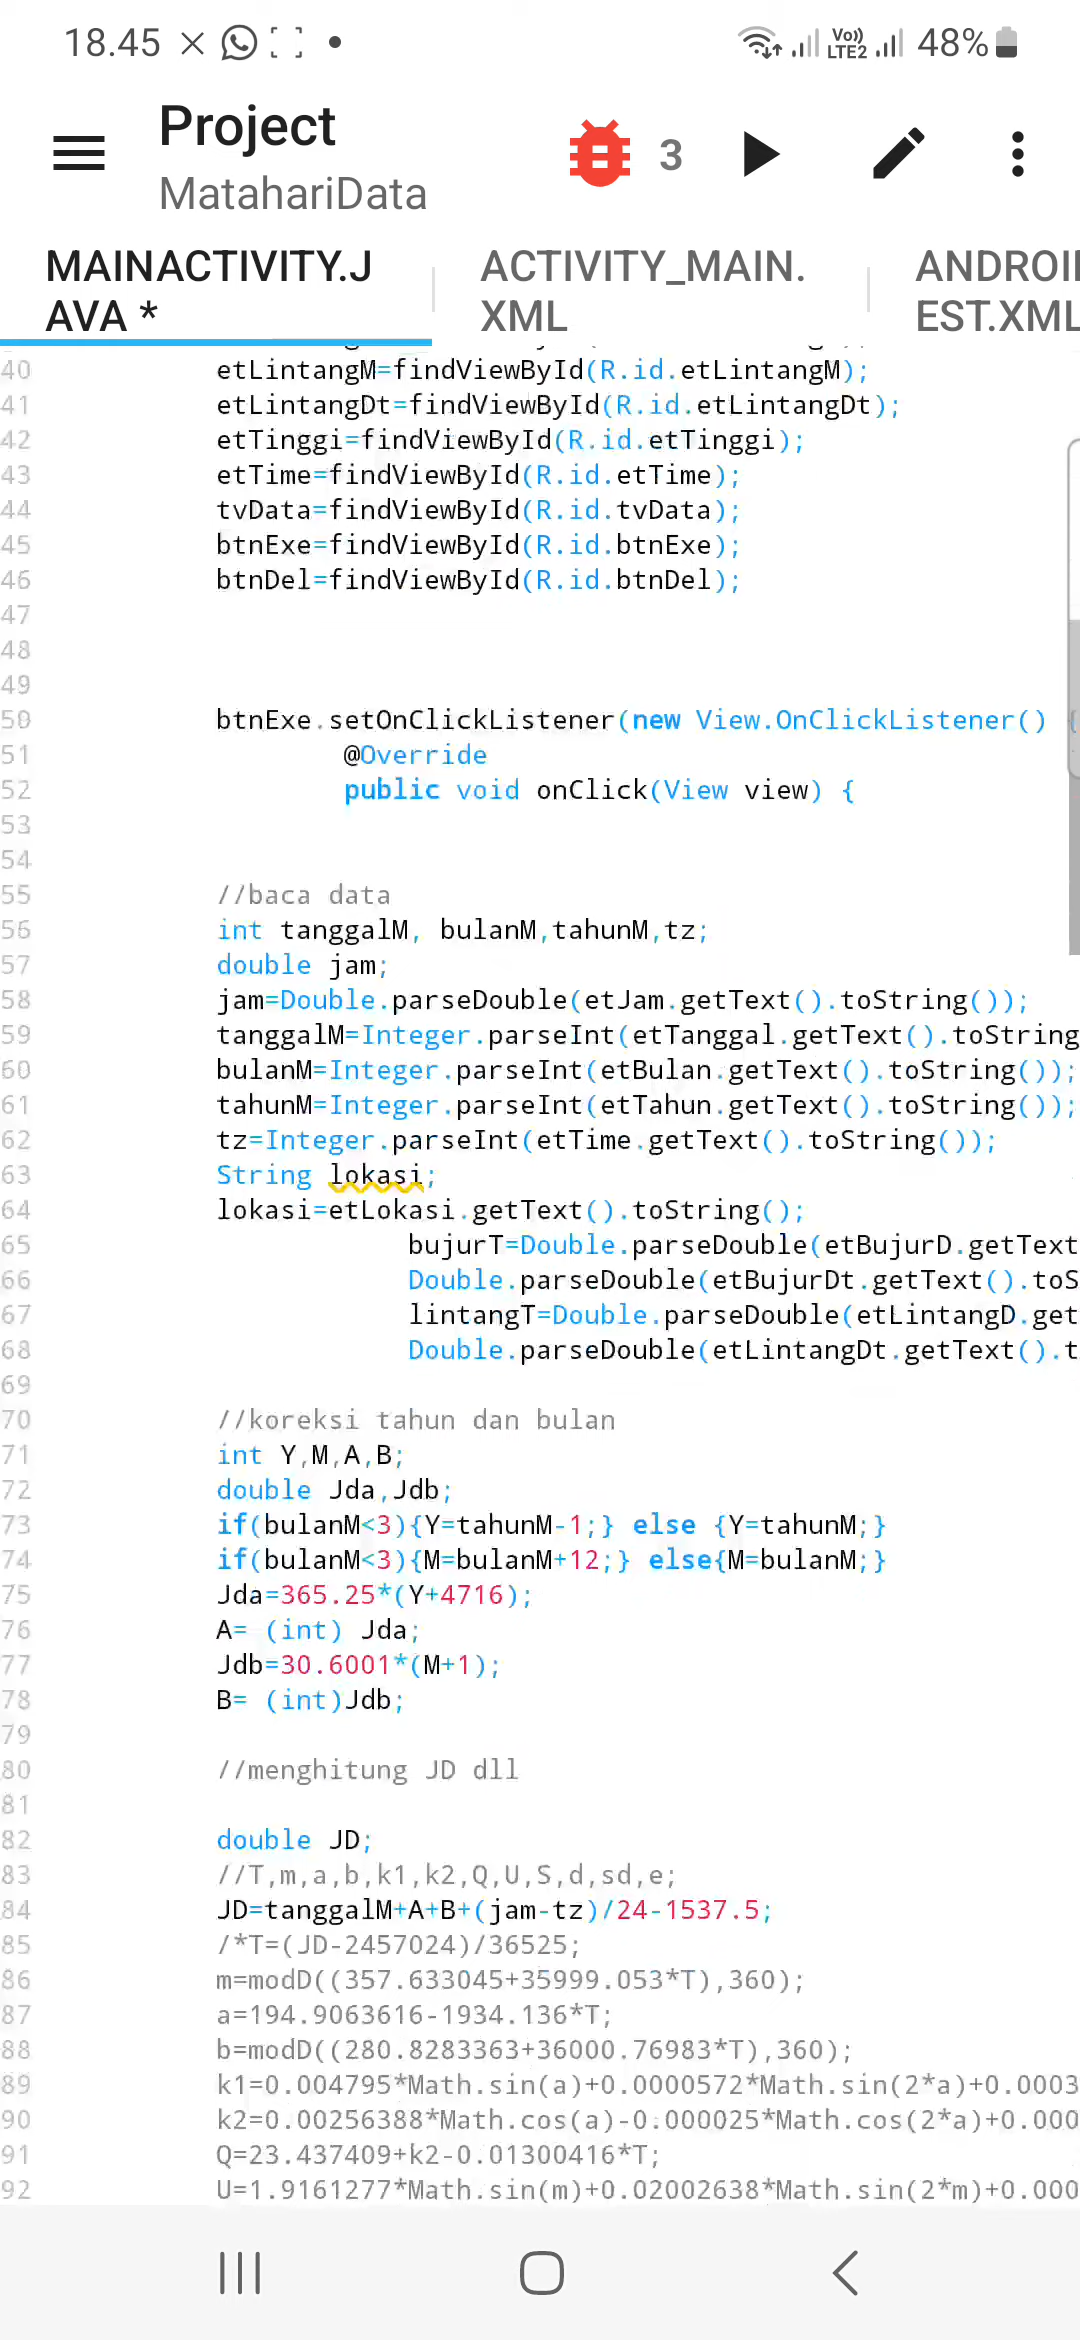 18.45
Vo)) LTE2 48%
Project
3
MatahariData
MAINACTIVITY.J
AVA *
ACTIVITY_MAIN.
XML
ANDROI
EST.XML
40 etLintangM=findViewById(R.id.etLintangM);
41 etLintangDt=findViewById(R.id.etLintangDt);
42 etTinggi=findViewById(R.id.etTinggi);
43 etTime=findViewById(R.id.etTime);
44 tvData=findViewById(R.id.tvData);
45 btnExe=findViewById(R.id.btnExe);
46 btnDel=findViewById(R.id.btnDel);
47
48
49
50 btnExe.setOnClickListener(new View.OnClickListener() {
51 @Override
52 public void onClick(View view) {
53
54
55 //baca data
56 int tanggalM, bulanM,tahunM,tz;
57 double jam;
58 jam=Double.parseDouble(etJam.getText().toString());
59 tanggalM=Integer.parseInt(etTanggal.getText().toString
60 bulanM=Integer.parseInt(etBulan.getText().toString());
61 tahunM=Integer.parseInt(etTahun.getText().toString());
62 tz=Integer.parseInt(etTime.getText().toString());
63 String lokasi;
64 lokasi=etLokasi.getText().toString();
65 bujurT=Double.parseDouble(etBujurD.getText
66 Double.parseDouble(etBujurDt.getText().toS
67 lintangT=Double.parseDouble(etLintangD.get
68 Double.parseDouble(etLintangDt.getText().t
69
70 //koreksi tahun dan bulan
71 int Y,M,A,B;
72 double Jda,Jdb;
73 if(bulanM<3){Y=tahunM-1;} else {Y=tahunM;}
74 if(bulanM<3){M=bulanM+12;} else{M=bulanM;}
75 Jda=365.25*(Y+4716);
76 A= (int) Jda;
77 Jdb=30.6001*(M+1);
78 B= (int)Jdb;
79
80 //menghitung JD dll
81
82 double JD;
83 //T,m,a,b,k1,k2,Q,U,S,d,sd,e;
84 JD=tanggalM+A+B+(jam-tz)/24-1537.5;
85 /*T=(JD-2457024)/36525;
86 m=modD((357.633045+35999.053*T),360);
87 a=194.9063616-1934.136*T;
88 b=modD((280.8283363+36000.76983*T),360);
89 k1=0.004795*Math.sin(a)+0.0000572*Math.sin(2*a)+0.0003
90 k2=0.00256388*Math.cos(a)-0.000025*Math.cos(2*a)+0.000
91 Q=23.437409+k2-0.01300416*T;
92 U=1.9161277*Math.sin(m)+0.02002638*Math.sin(2*m)+0.000